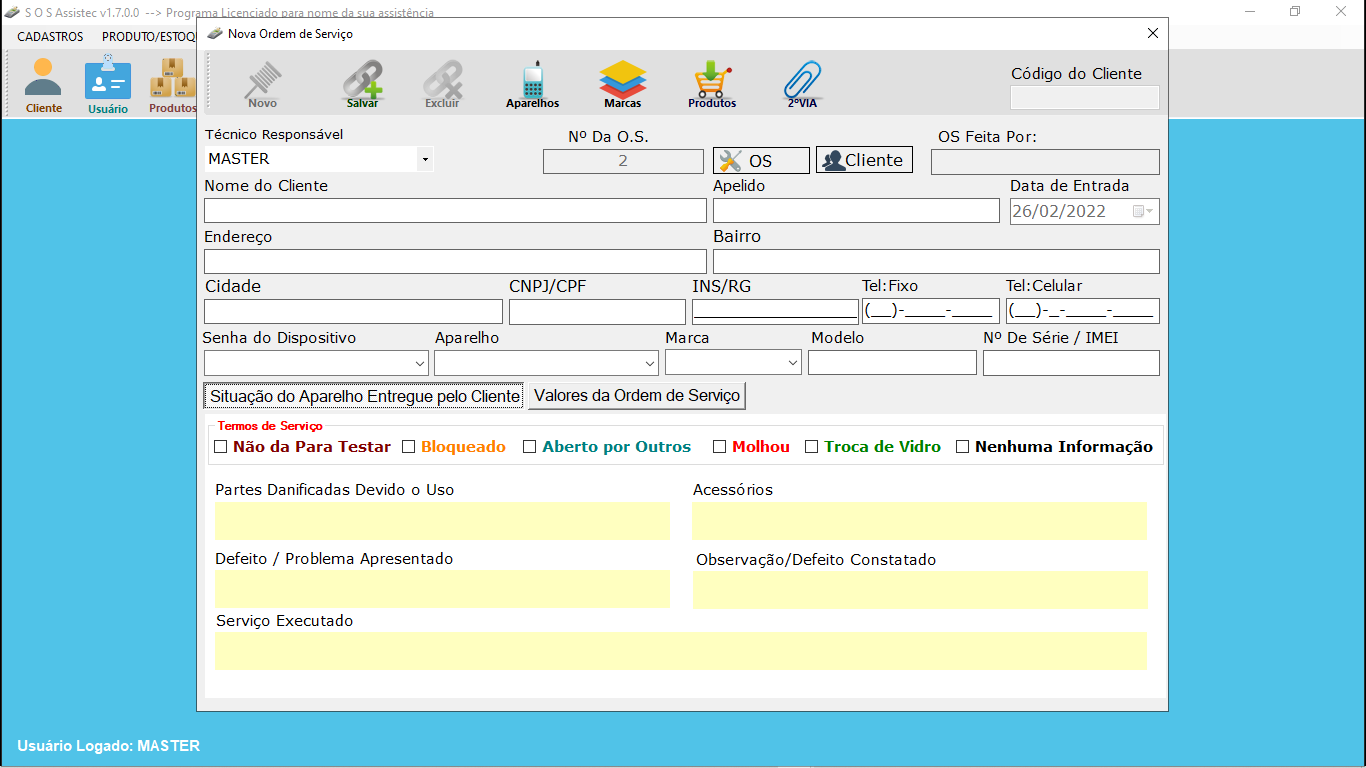 S O S Assistec v1.7.0.0 --> Programa Licenciado para nome da sua assistência
CADASTROS PRODUTO/ESTOQ
Cliente Usuário Produtos
Nova Ordem de Serviço
Novo Salvar Excluir Aparelhos Marcas Produtos 2ºVIA
Código do Cliente
Técnico Responsável Nº Da O.S. OS Feita Por:
MASTER 2 OS Cliente
Nome do Cliente Apelido Data de Entrada
26/02/2022
Endereço Bairro
Cidade CNPJ/CPF INS/RG Tel:Fixo Tel:Celular
(__)-____-____ (__)-_-____-____
Senha do Dispositivo Aparelho Marca Modelo Nº De Série / IMEI
Situação do Aparelho Entregue pelo Cliente Valores da Ordem de Serviço
Termos de Serviço
Não da Para Testar Bloqueado Aberto por Outros Molhou Troca de Vidro Nenhuma Informação
Partes Danificadas Devido o Uso Acessórios
Defeito / Problema Apresentado Observação/Defeito Constatado
Serviço Executado
Usuário Logado: MASTER